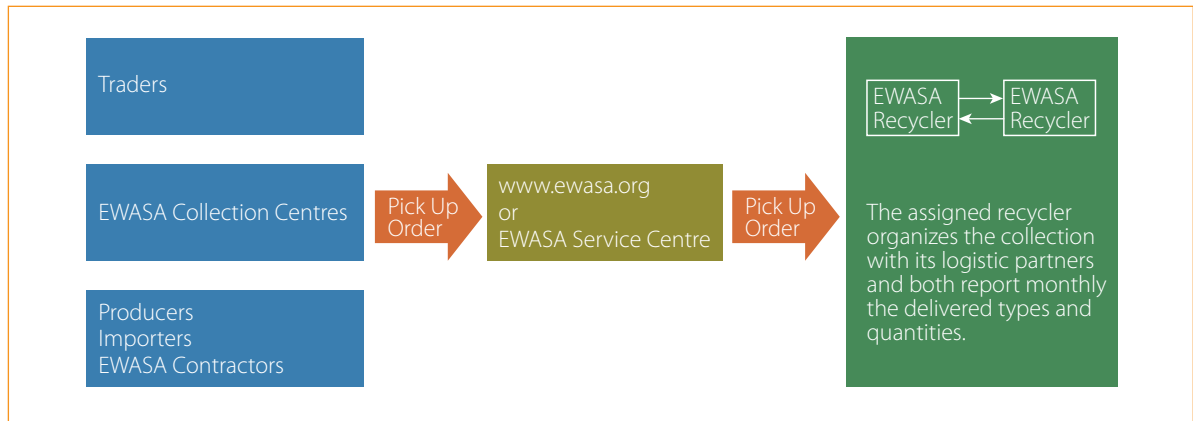 Traders
EWASA Collection Centres
Producers
Importers
EWASA Contractors
Pick Up
Order
www.ewasa.org
or
EWASA Service Centre
Pick Up
Order
EWASA
Recycler
EWASA
Recycler
The assigned recycler
organizes the collection
with its logistic partners
and both report monthly
the delivered types and
quantities.